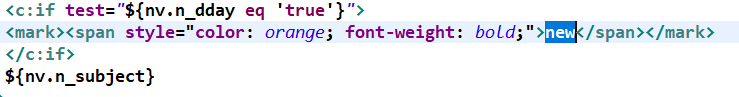 <c:if test="${nv.n_dday eq 'true'}">
<mark><span style="color: orange; font-weight: bold;">new</span></mark>
</c:if>
${nv.n_subject}